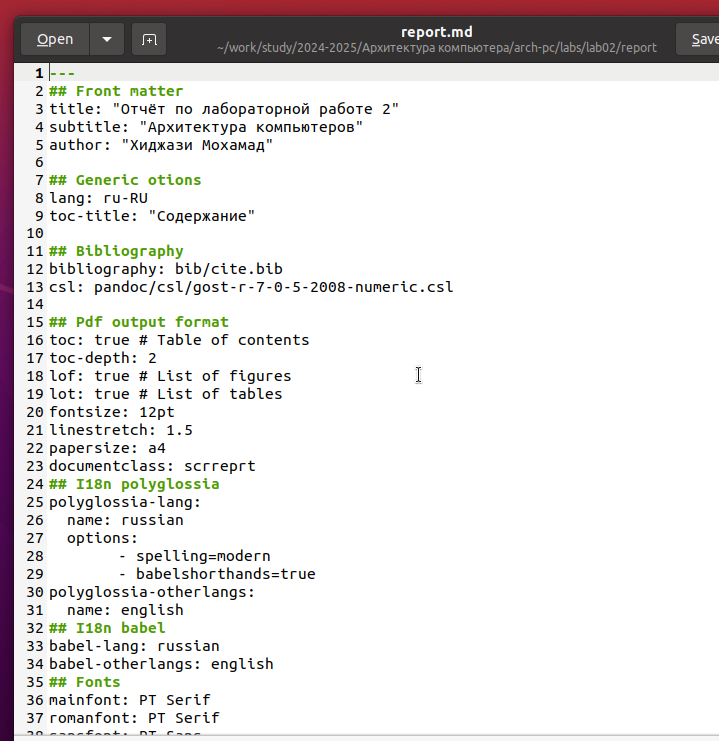 Open
report.md
~/work/study/2024-2025/Архитектура компьютера/arch-pc/labs/lab02/report
Save
1 ---
2 ## Front matter
3 title: "Отчёт по лабораторной работе 2"
4 subtitle: "Архитектура компьютеров"
5 author: "Хиджази Мохамад"
6
7 ## Generic otions
8 lang: ru-RU
9 toc-title: "Содержание"
10
11 ## Bibliography
12 bibliography: bib/cite.bib
13 csl: pandoc/csl/gost-r-7-0-5-2008-numeric.csl
14
15 ## Pdf output format
16 toc: true # Table of contents
17 toc-depth: 2
18 lof: true # List of figures
19 lot: true # List of tables
20 fontsize: 12pt
21 linestretch: 1.5
22 papersize: a4
23 documentclass: scrreprt
24 ## I18n polyglossia
25 polyglossia-lang:
26   name: russian
27   options:
28         - spelling=modern
29         - babelshorthands=true
30 polyglossia-otherlangs:
31   name: english
32 ## I18n babel
33 babel-lang: russian
34 babel-otherlangs: english
35 ## Fonts
36 mainfont: PT Serif
37 romanfont: PT Serif
38 sansfont: PT Sans